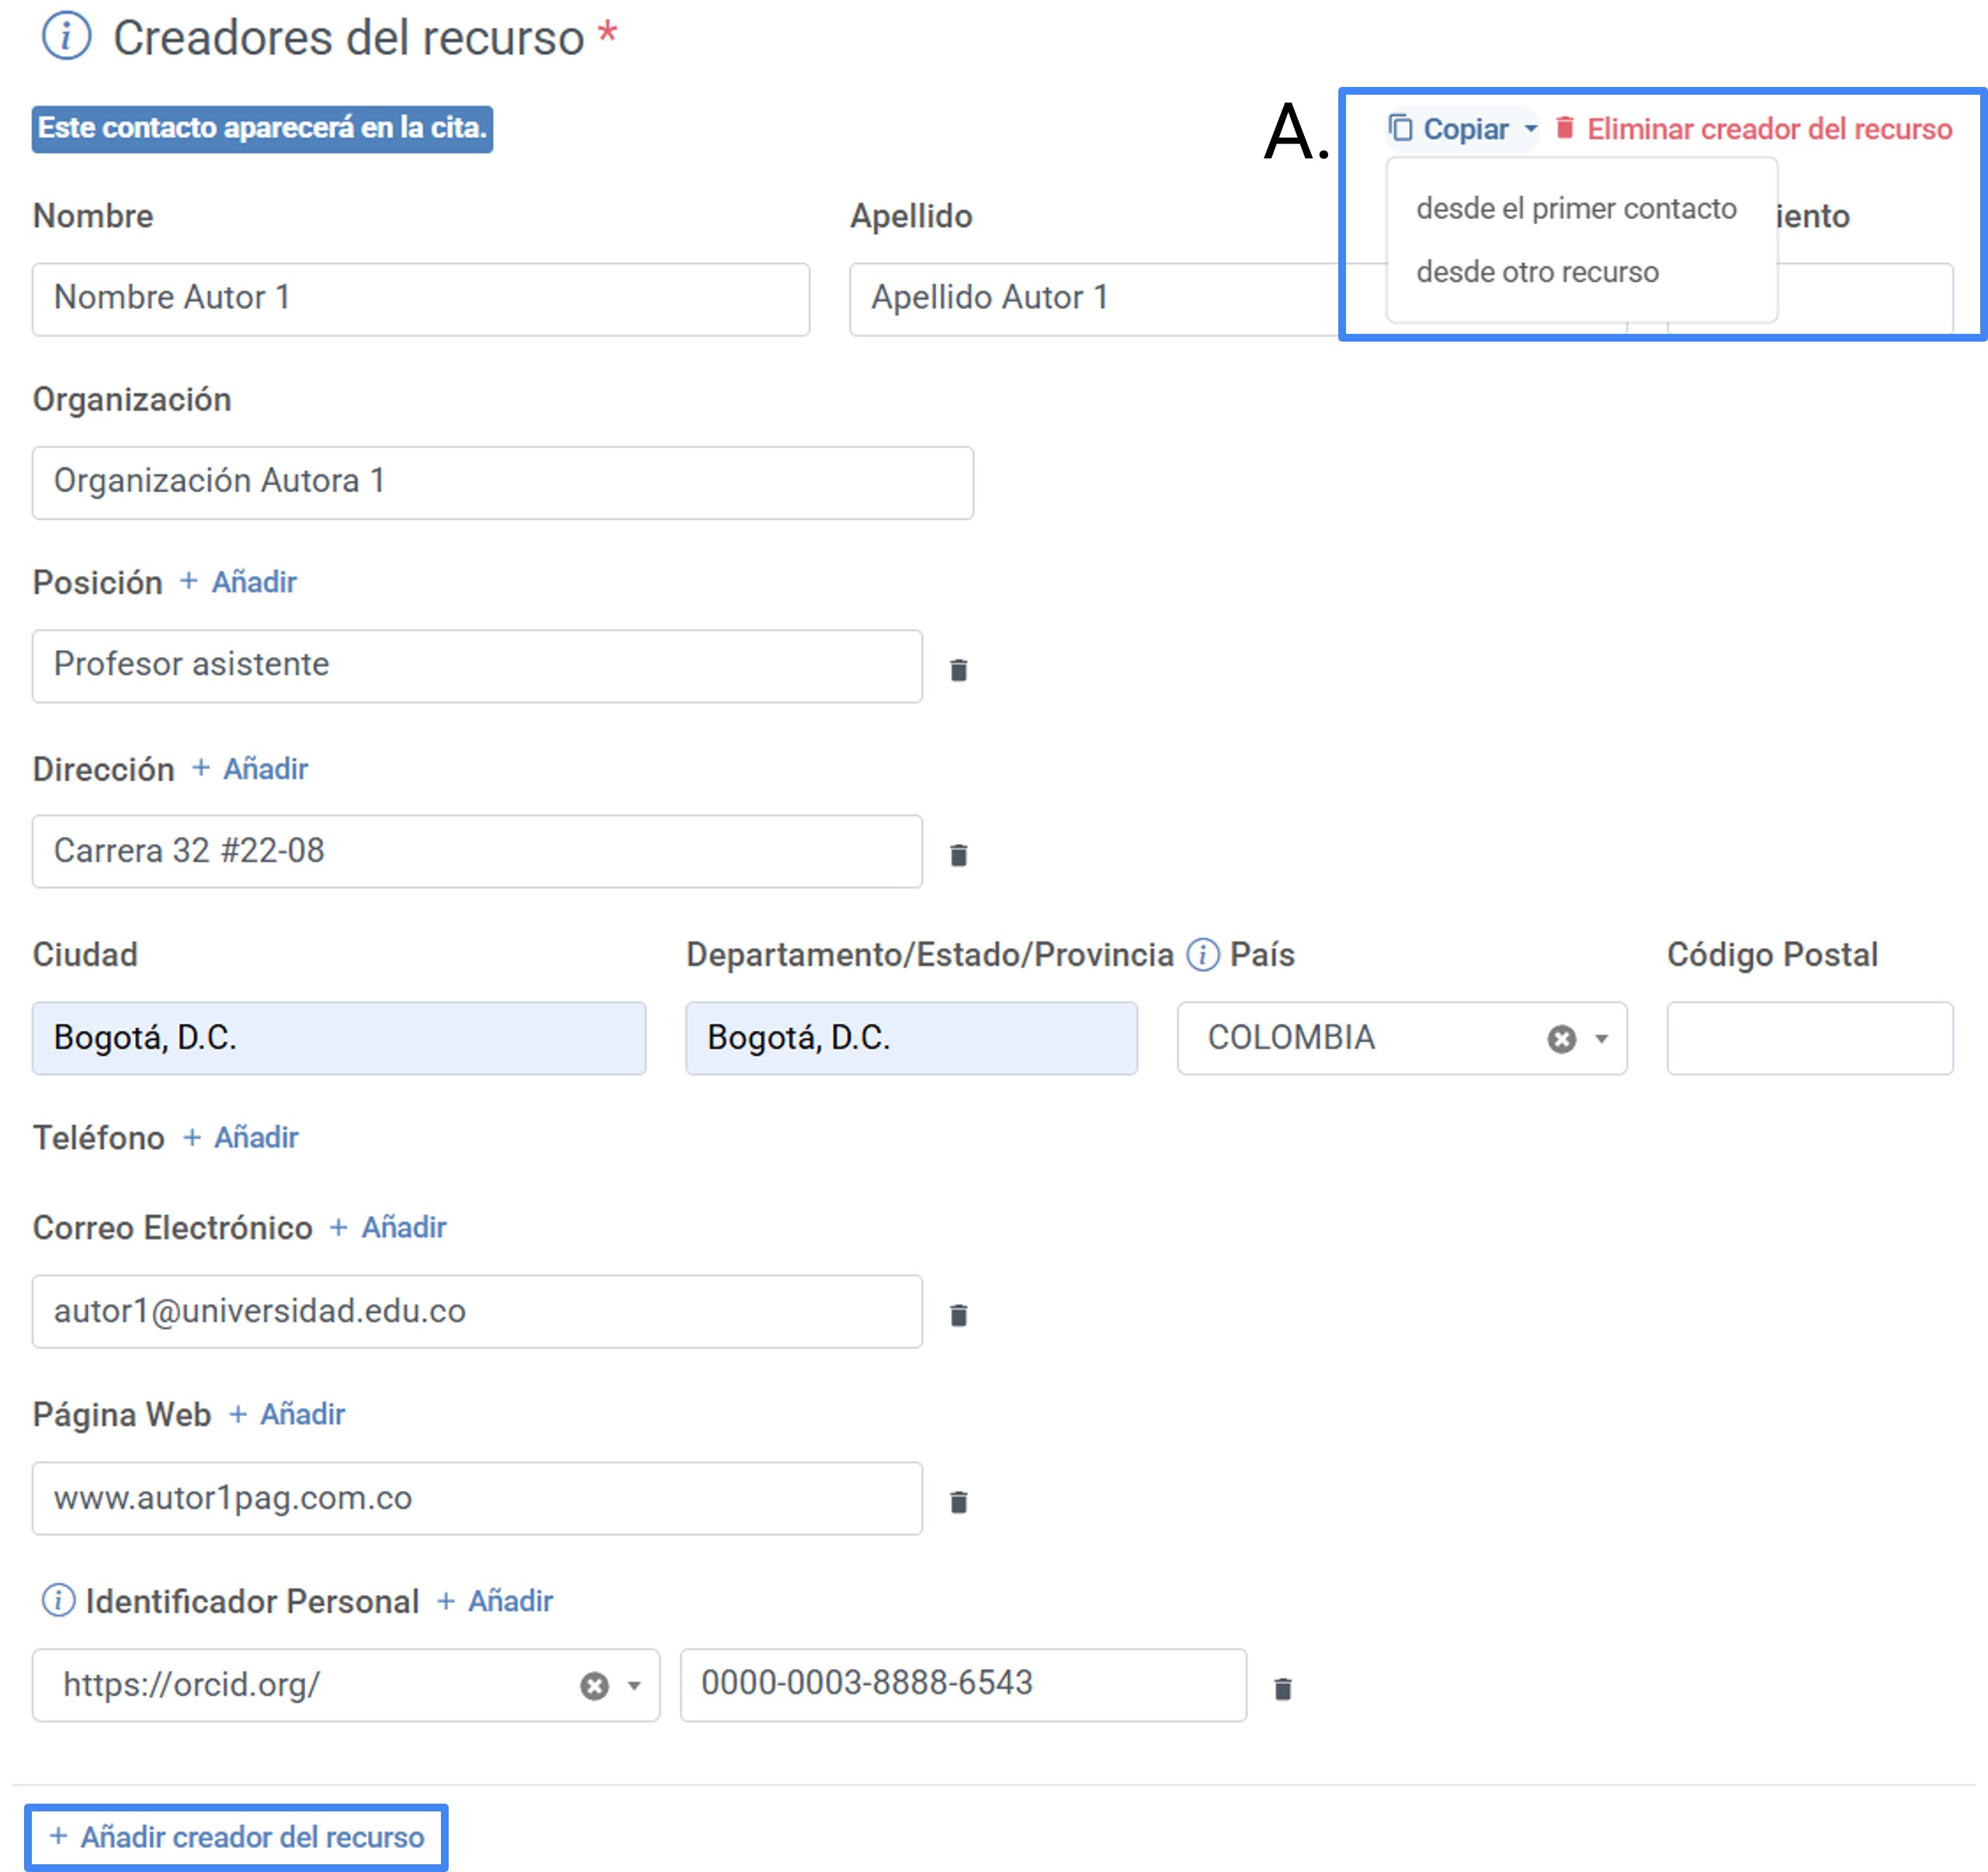 Creadores del recurso *
Este contacto aparecerá en la cita.
A.
Copiar
Eliminar creador del recurso
desde el primer contacto
desde otro recurso
Nombre
Apellido
iento
Nombre Autor 1
Apellido Autor 1
Organización
Organización Autora 1
Posición + Añadir
Profesor asistente
Dirección + Añadir
Carrera 32 #22-08
Ciudad
Departamento/Estado/Provincia
i País
Código Postal
Bogotá, D.C.
Bogotá, D.C.
COLOMBIA
Teléfono + Añadir
Correo Electrónico + Añadir
autor1@universidad.edu.co
Página Web + Añadir
www.autor1pag.com.co
i Identificador Personal + Añadir
https://orcid.org/
0000-0003-8888-6543
+ Añadir creador del recurso